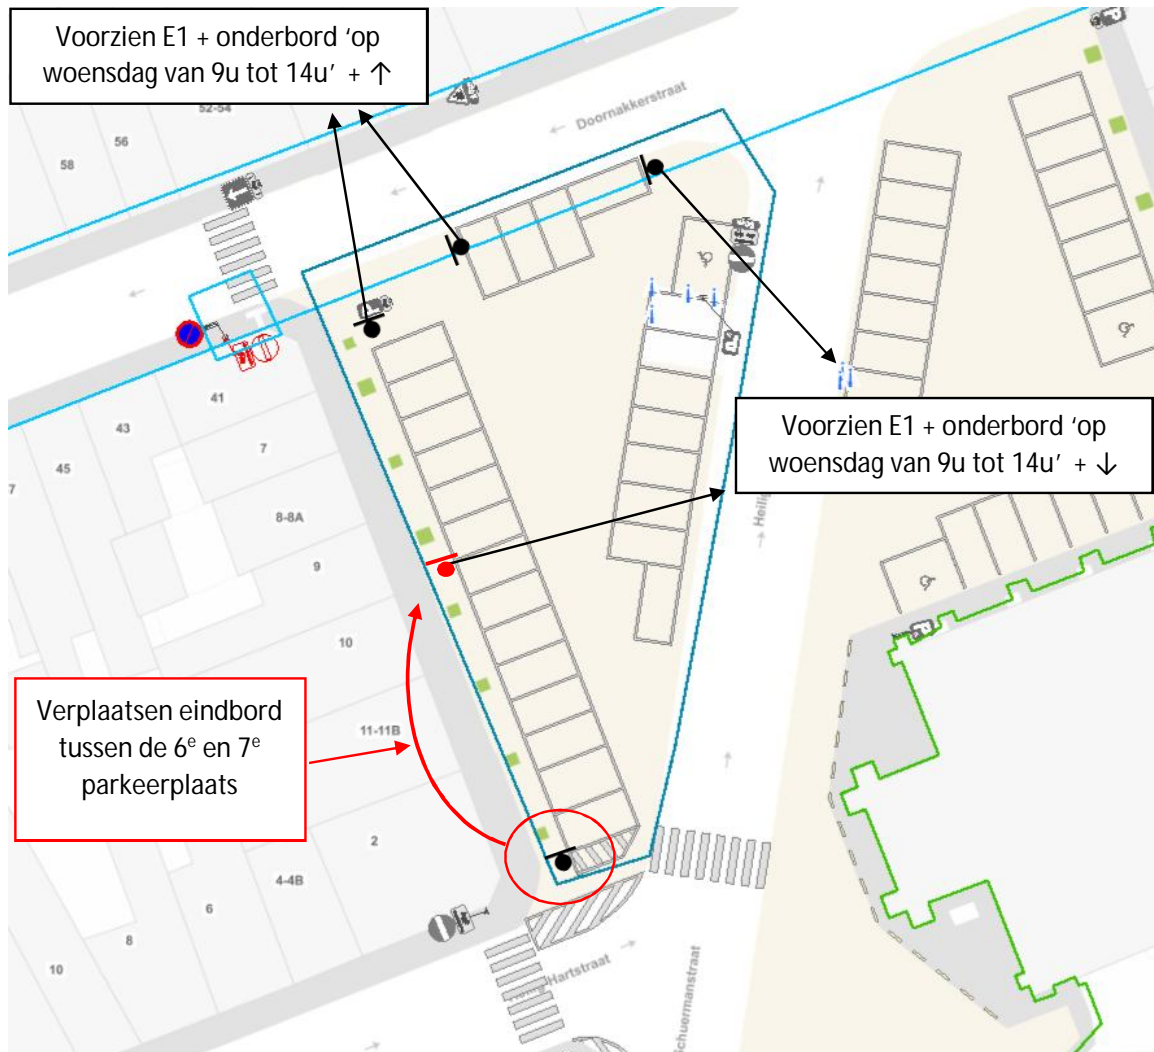 Voorzien E1 + onderbord ‘op
woensdag van 9u tot 14u’ + ↑
52-54
56
58
Doornakkerstraat
41
43
45
7
7
8-8A
9
10
11-11B
2
4-4B
6
8
10
Voorzien E1 + onderbord ‘op
woensdag van 9u tot 14u’ + ↓
Heilig
Verplaatsen eindbord
tussen de 6e en 7e
parkeerplaats
Hartstraat
Schuermanstraat